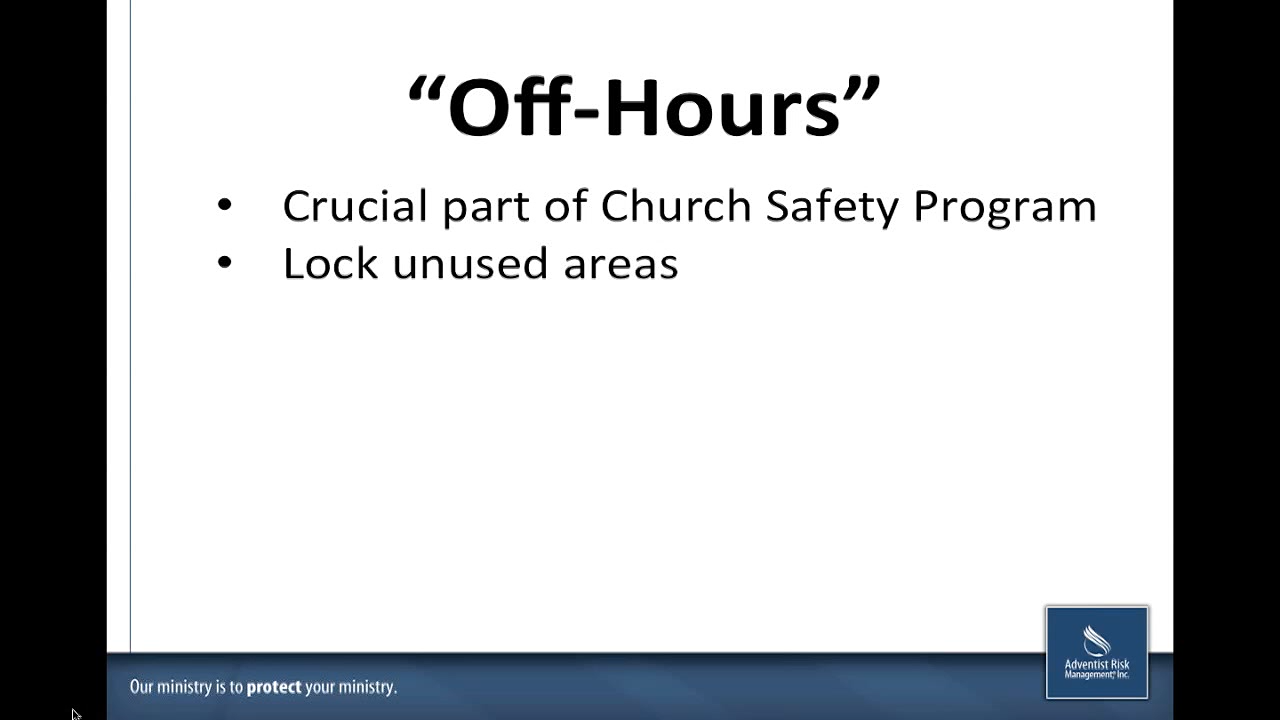 “Off-Hours”
• Crucial part of Church Safety Program
• Lock unused areas
Adventist Risk
Management, Inc.
Our ministry is to protect your ministry.